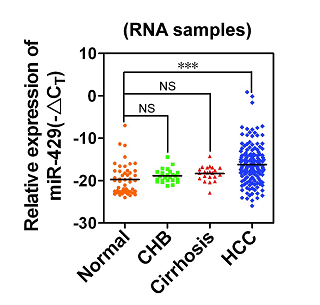 (RNA samples)
Relative expression of
miR-429(-△CT)
10
0
-10
-20
-30
***
NS
NS
Normal
CHB
Cirrhosis
HCC